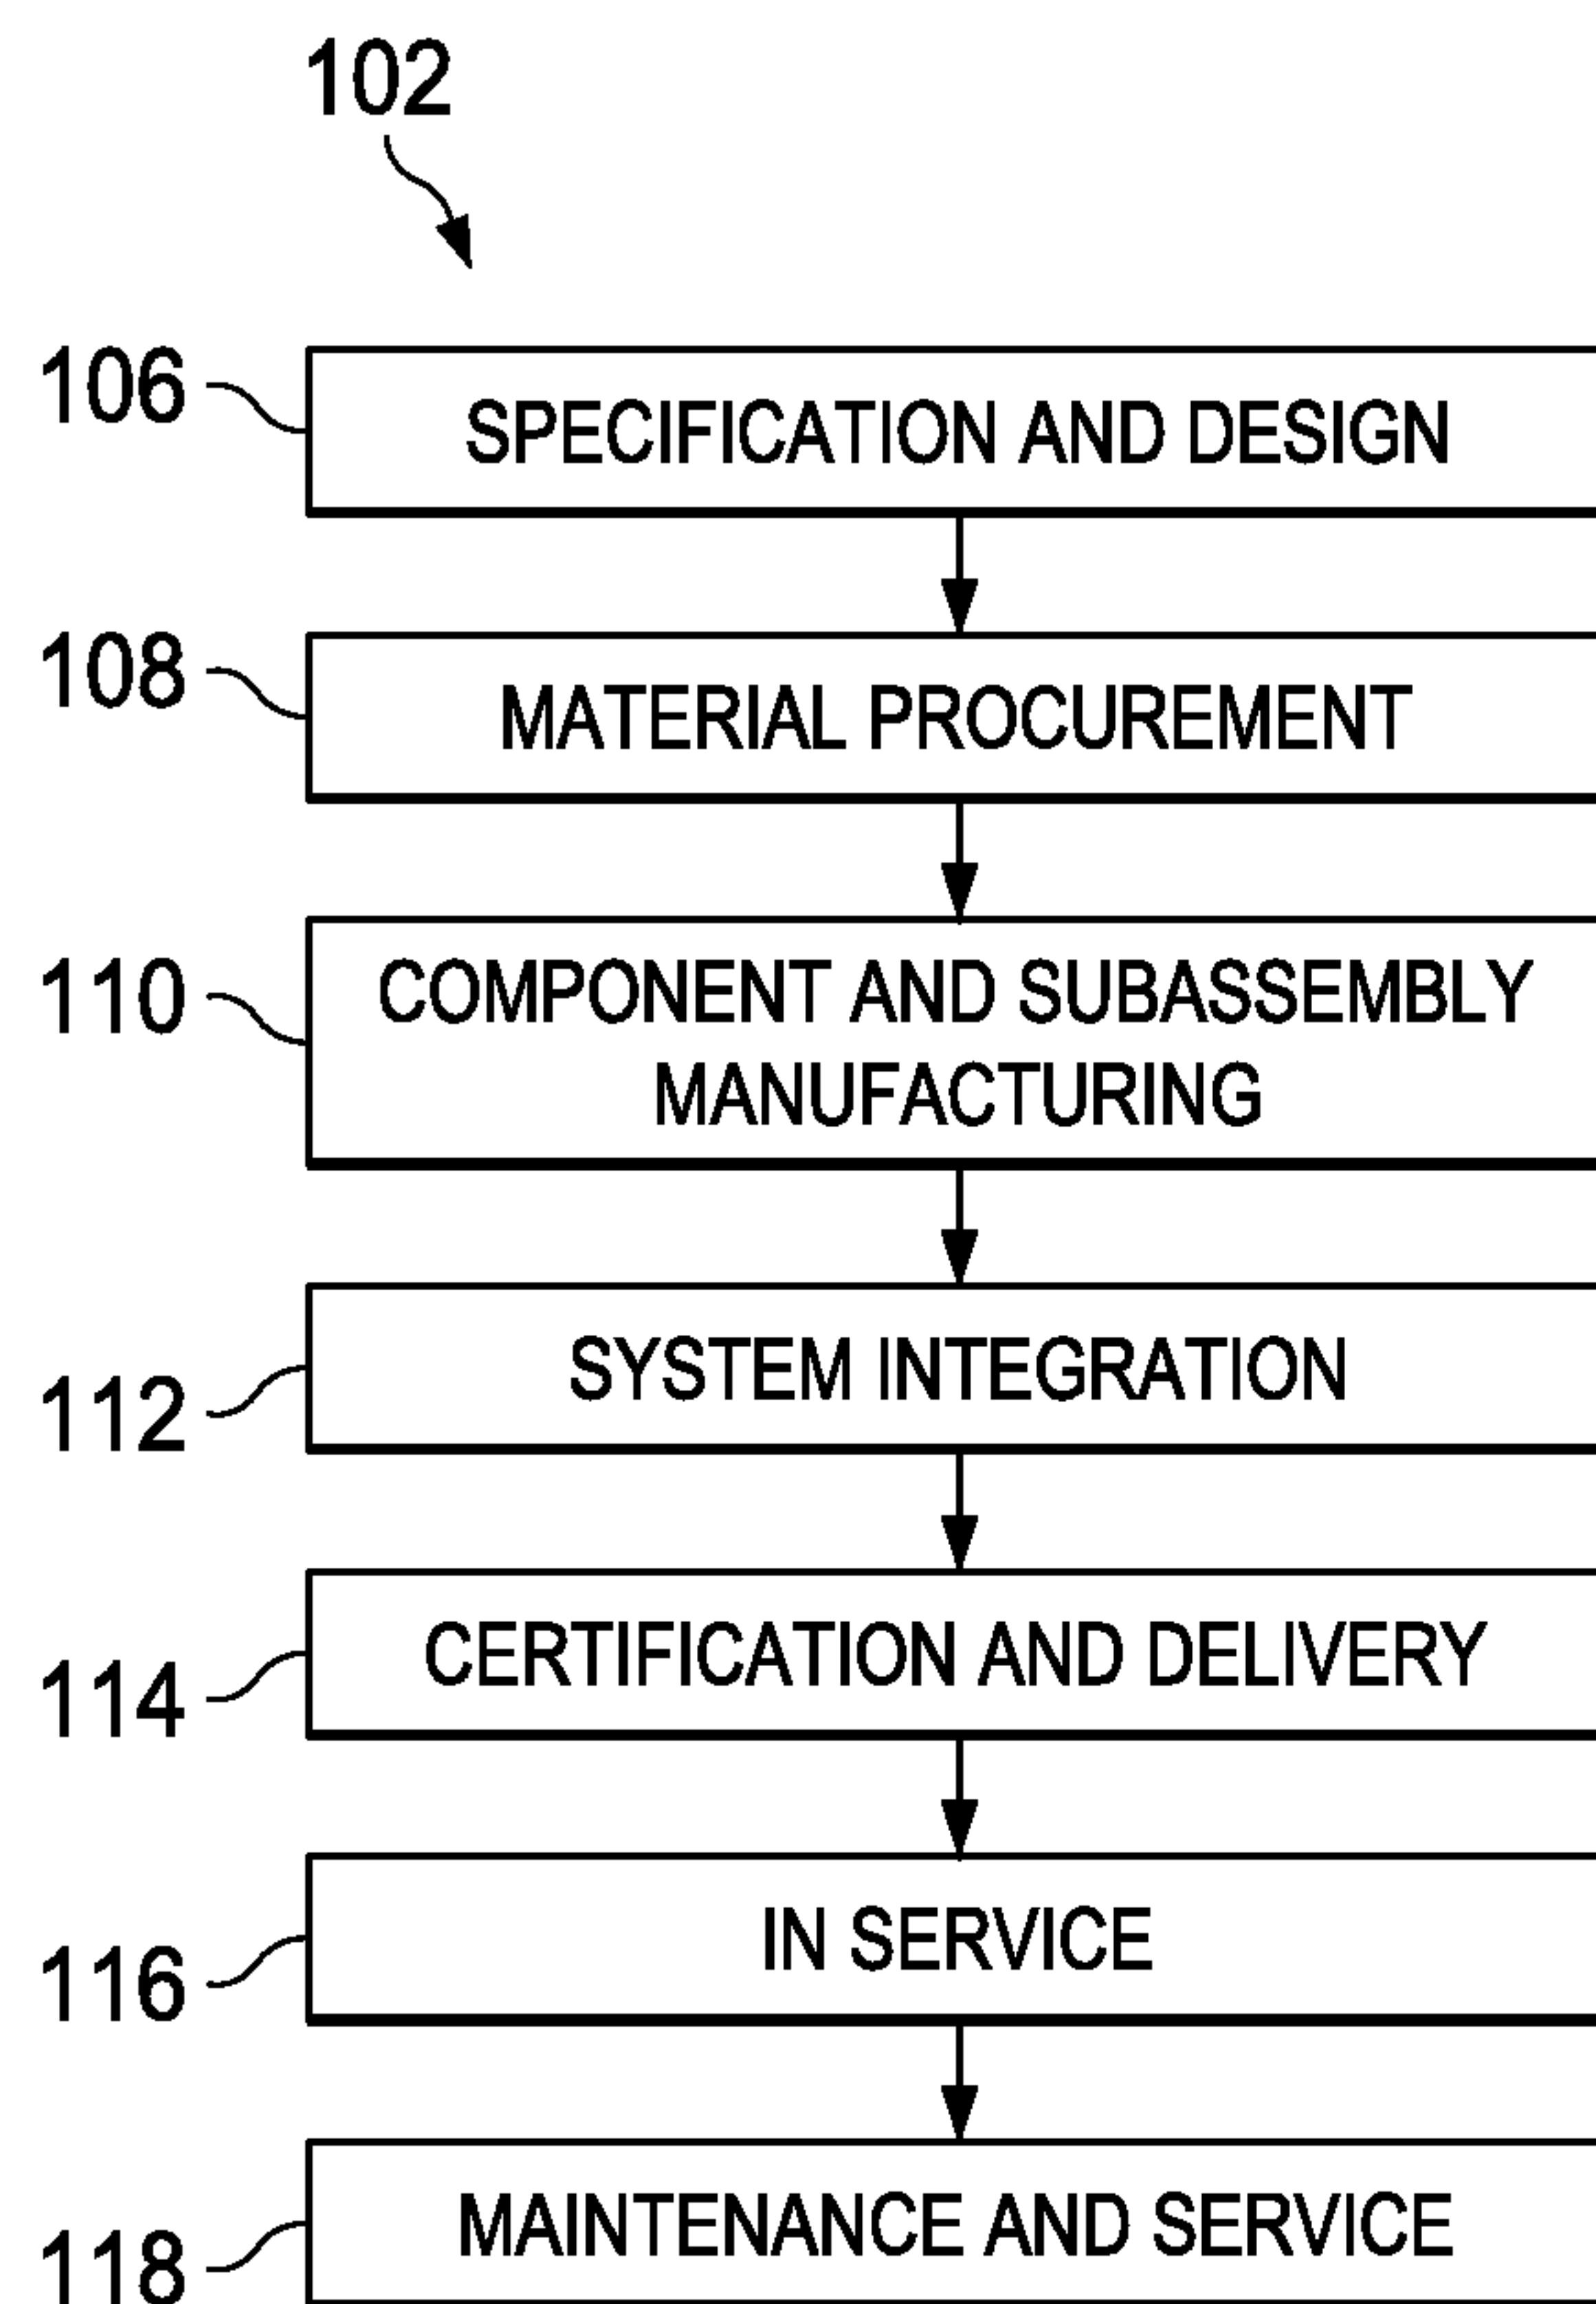 102
106
SPECIFICATION AND DESIGN
108
MATERIAL PROCUREMENT
110
COMPONENT AND SUBASSEMBLY
MANUFACTURING
112
SYSTEM INTEGRATION
114
CERTIFICATION AND DELIVERY
116
IN SERVICE
118
MAINTENANCE AND SERVICE